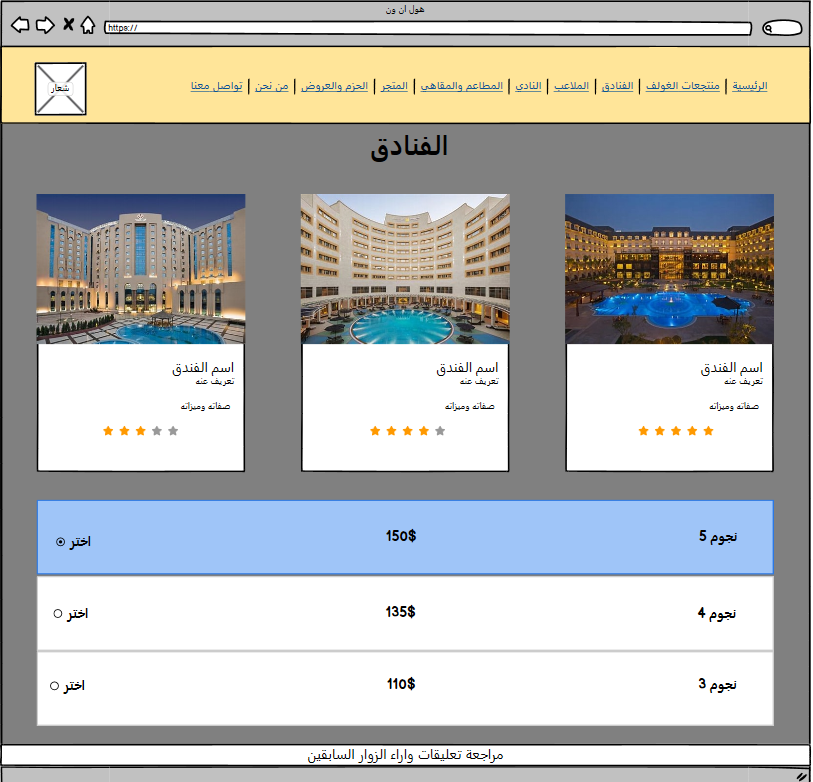 هول ان ون
https://
شعار
الرئيسية | منتجعات الغولف | الفنادق | الملاعب | النادي | المطاعم والمقاهي | المتجر | الحزم والعروض | من نحن | تواصل معنا
الفنادق
اسم الفندق
تعريف عنه
صفاته وميزاته
اسم الفندق
تعريف عنه
صفاته وميزاته
اسم الفندق
تعريف عنه
صفاته وميزاته
5 نجوم 150$ اختر
4 نجوم 135$ اختر
3 نجوم 110$ اختر
مراجعة تعليقات واراء الزوار السابقين